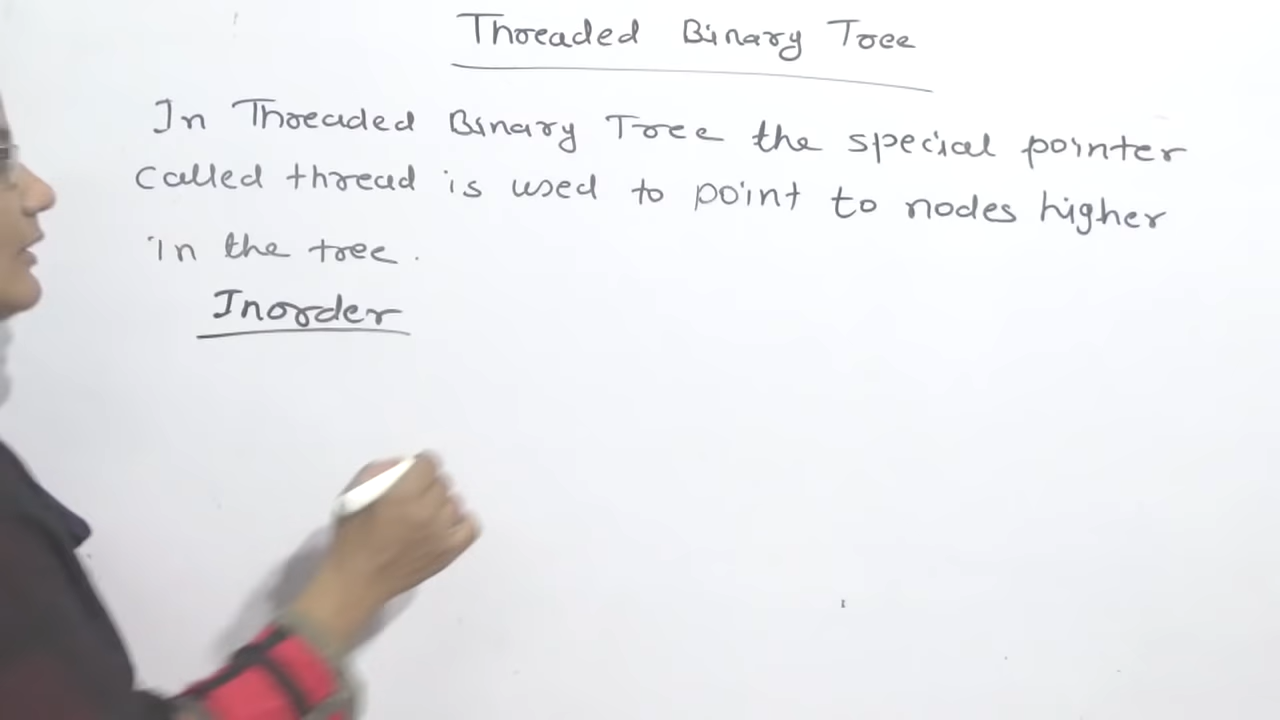 Threaded Binary Tree
In Threaded Binary Tree the special pointer
called thread is used to point to nodes higher
in the tree.
Inorder